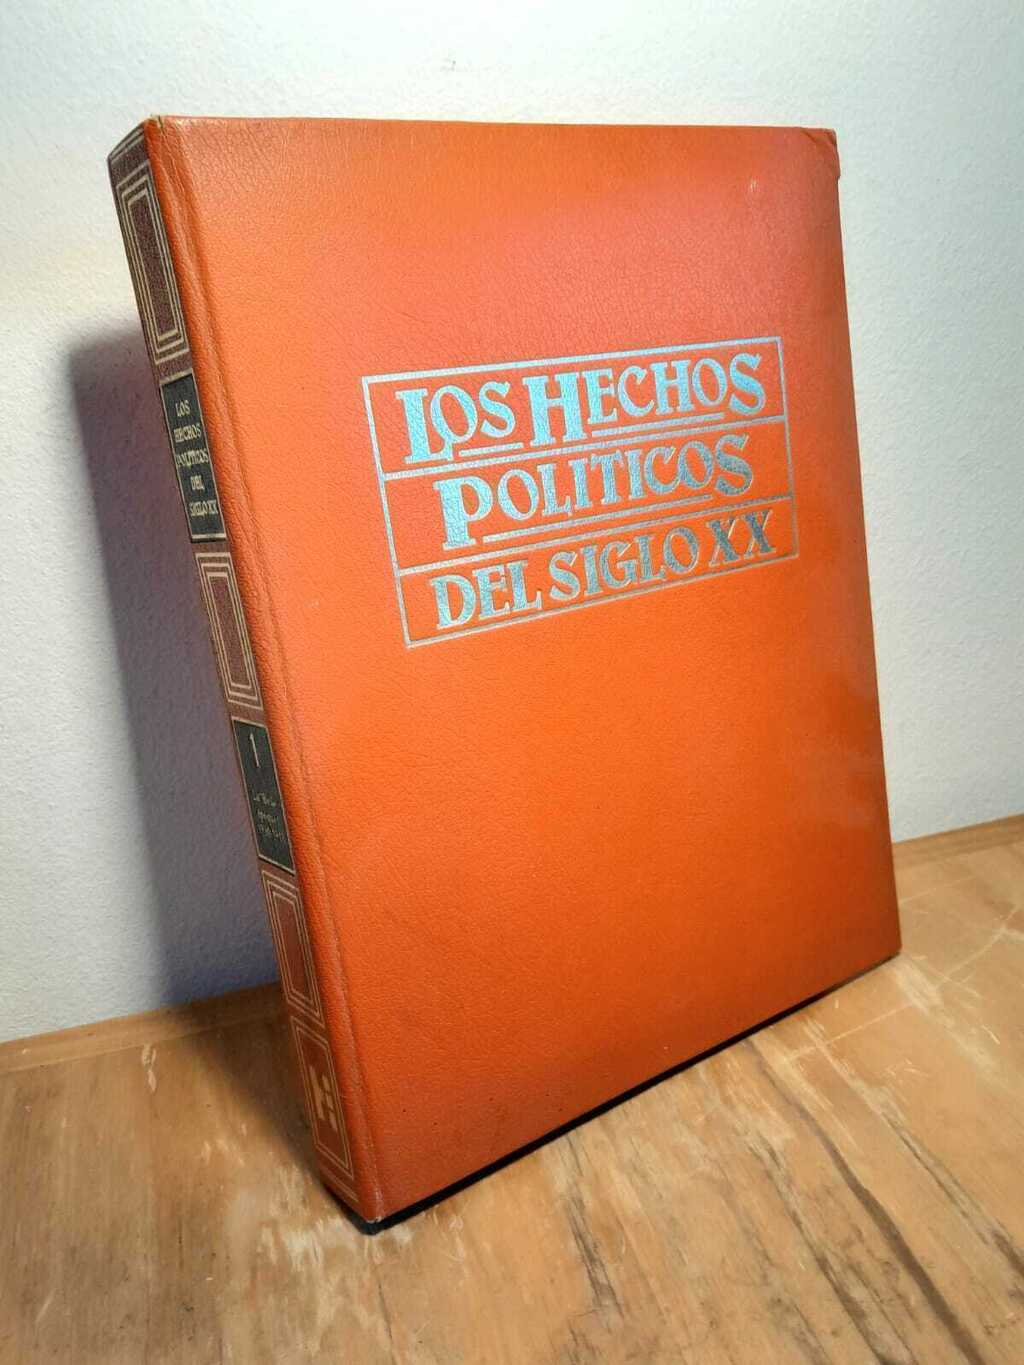 LOS HECHOS
POLITICOS
DEL SIGLO XX
LOS
HECHOS
POLITICOS
DEL
SIGLO XX
1